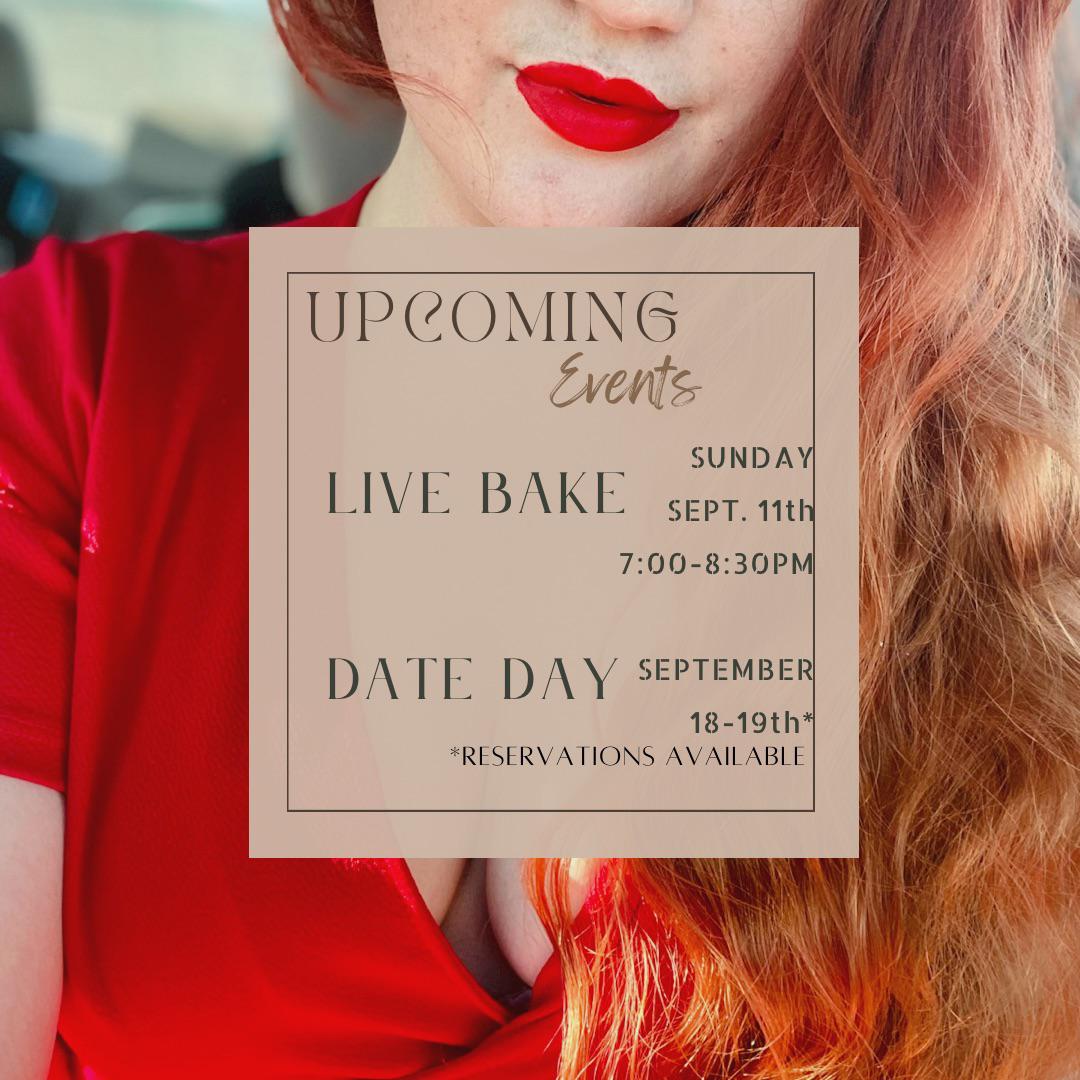 UPCOMING
Events
LIVE BAKE
SUNDAY
SEPT. 11th
7:00-8:30PM
DATE DAY
SEPTEMBER
18-19th*
*RESERVATIONS AVAILABLE